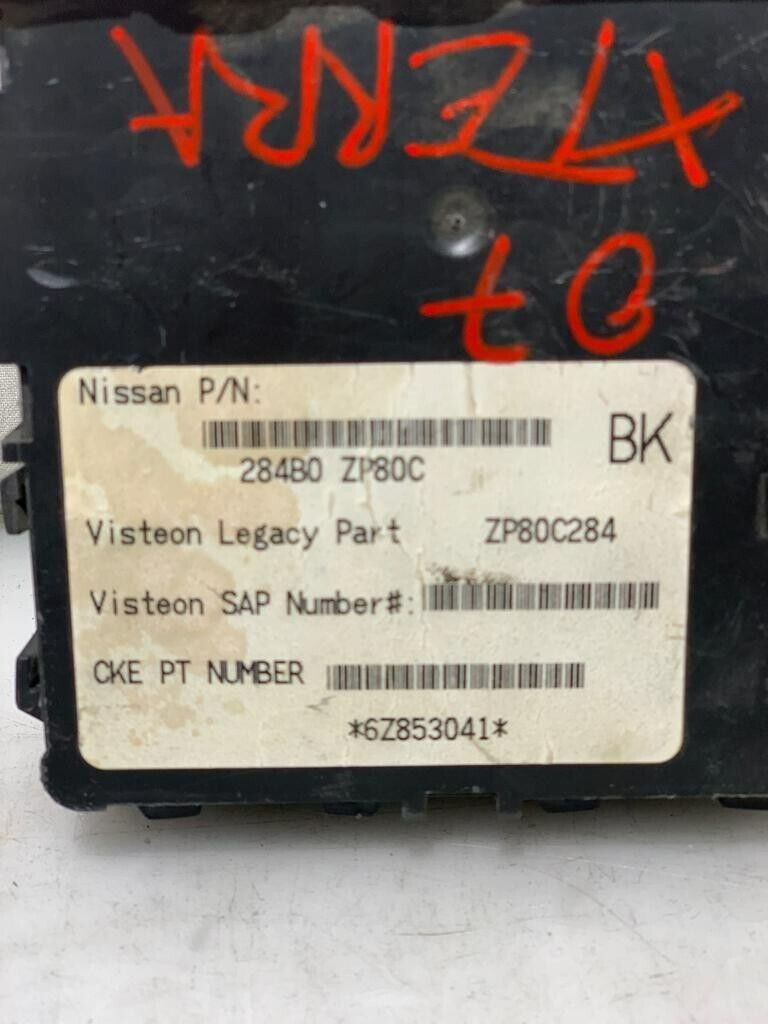 XTERRA
07
Nissan P/N:
BK
284B0 ZP80C
Visteon Legacy Part ZP80C284
Visteon SAP Number#:
CKE PT NUMBER
*6Z853041*